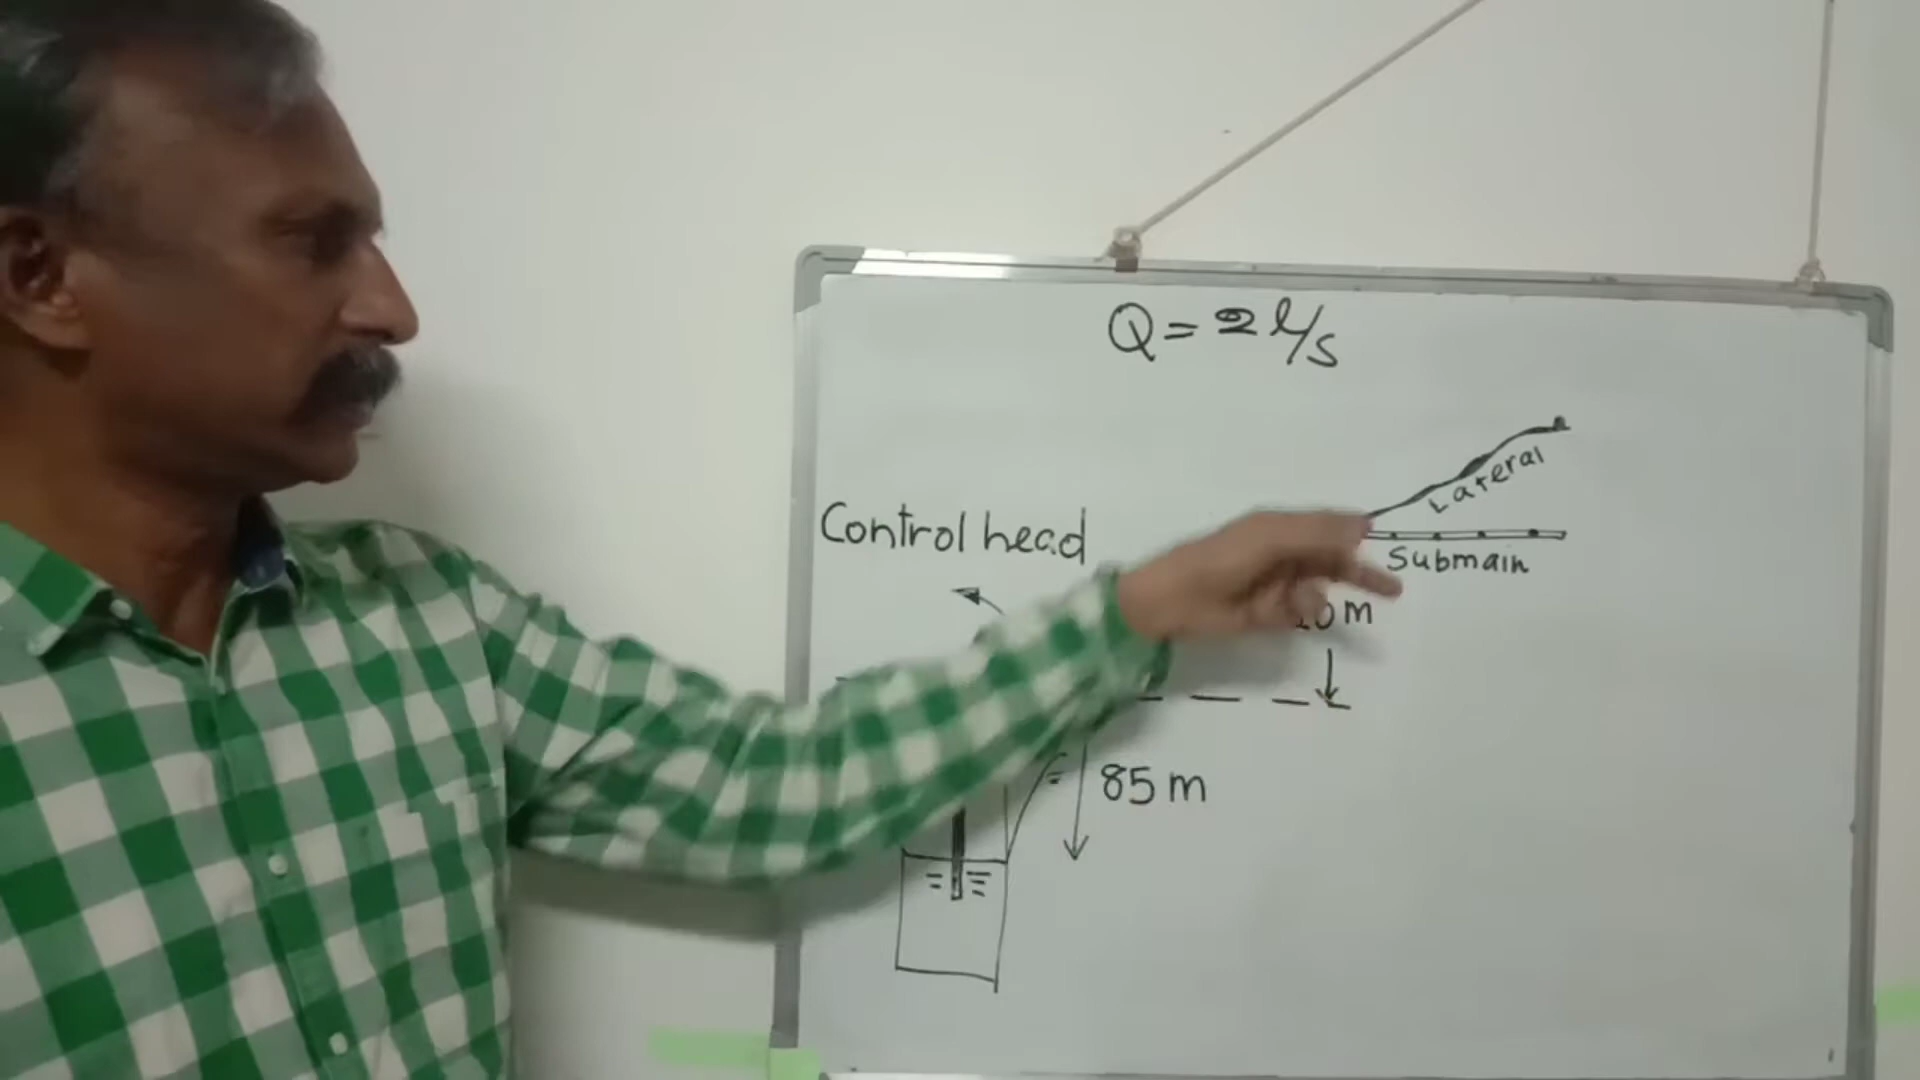 Q = 2 l/s
Lateral
Control head
Submain
m
85 m